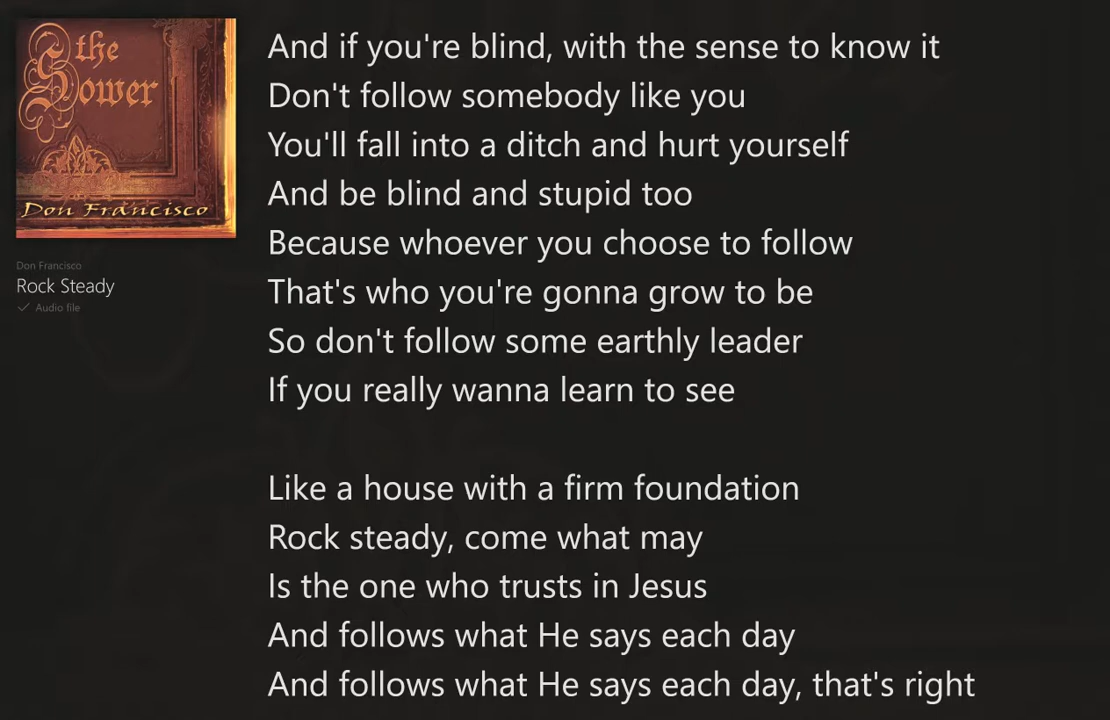 the
Sower
Don Francisco
Don Francisco
Rock Steady
Audio file
And if you're blind, with the sense to know it
Don't follow somebody like you
You'll fall into a ditch and hurt yourself
And be blind and stupid too
Because whoever you choose to follow
That's who you're gonna grow to be
So don't follow some earthly leader
If you really wanna learn to see
Like a house with a firm foundation
Rock steady, come what may
Is the one who trusts in Jesus
And follows what He says each day
And follows what He says each day, that's right